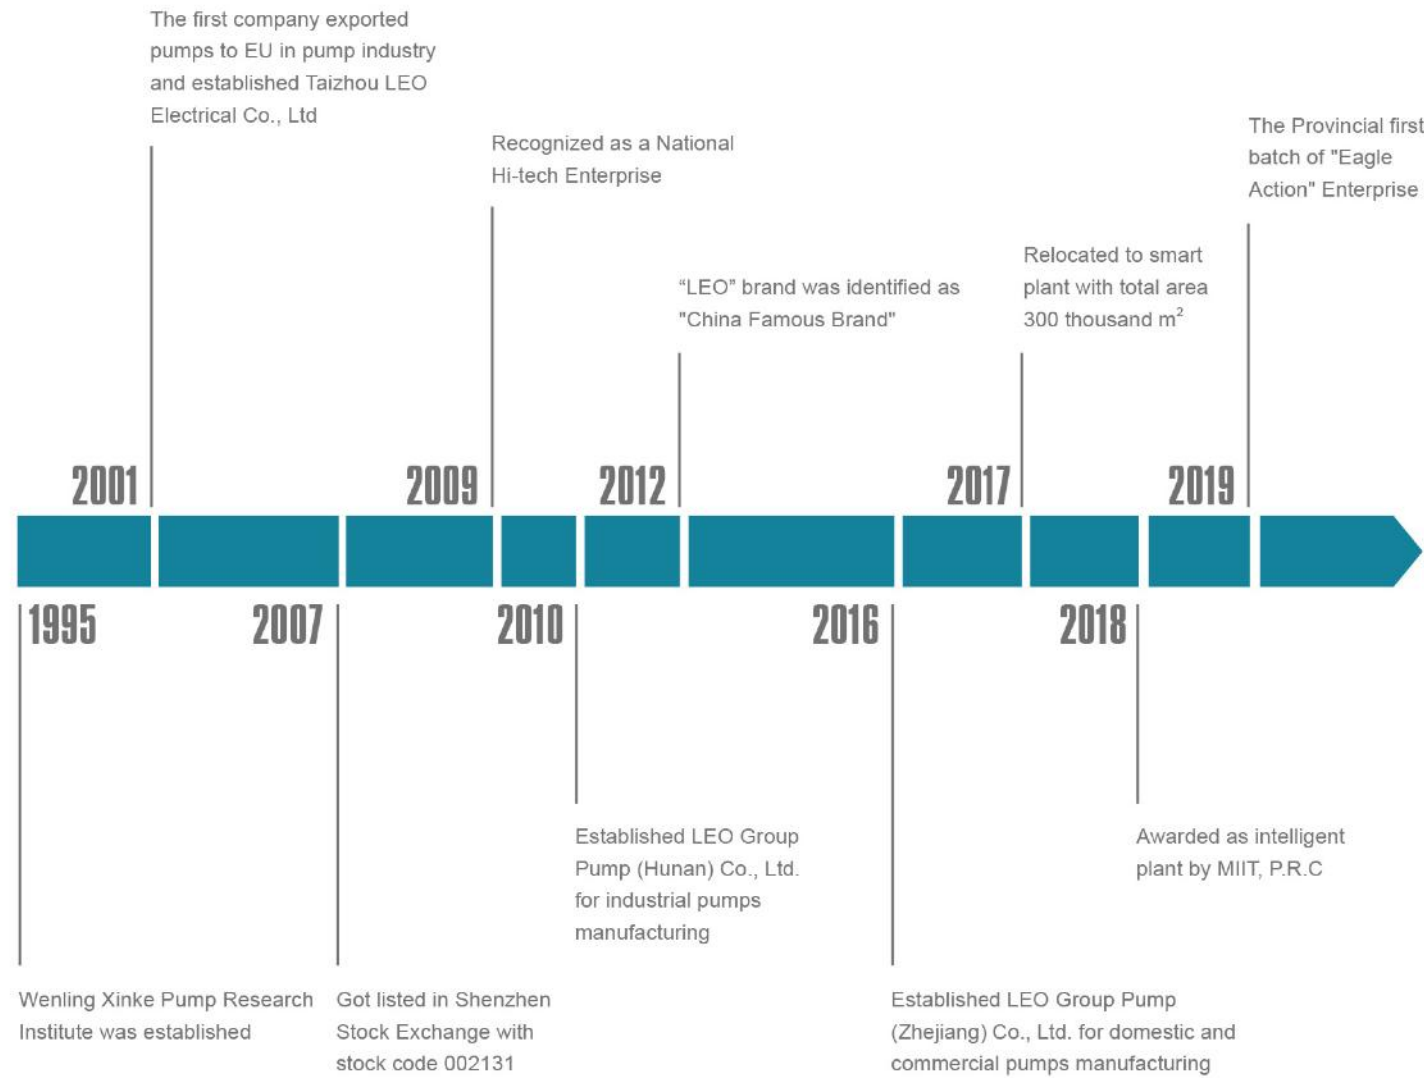 The first company exported
pumps to EU in pump industry
and established Taizhou LEO
Electrical Co., Ltd
Recognized as a National
Hi-tech Enterprise
“LEO” brand was identified as
"China Famous Brand"
Relocated to smart
plant with total area
300 thousand m²
The Provincial first
batch of "Eagle
Action" Enterprise
2001
2009
2012
2017
2019
1995
2007
2010
2016
2018
Wenling Xinke Pump Research
Institute was established
Got listed in Shenzhen
Stock Exchange with
stock code 002131
Established LEO Group
Pump (Hunan) Co., Ltd.
for industrial pumps
manufacturing
Established LEO Group Pump
(Zhejiang) Co., Ltd. for domestic and
commercial pumps manufacturing
Awarded as intelligent
plant by MIIT, P.R.C